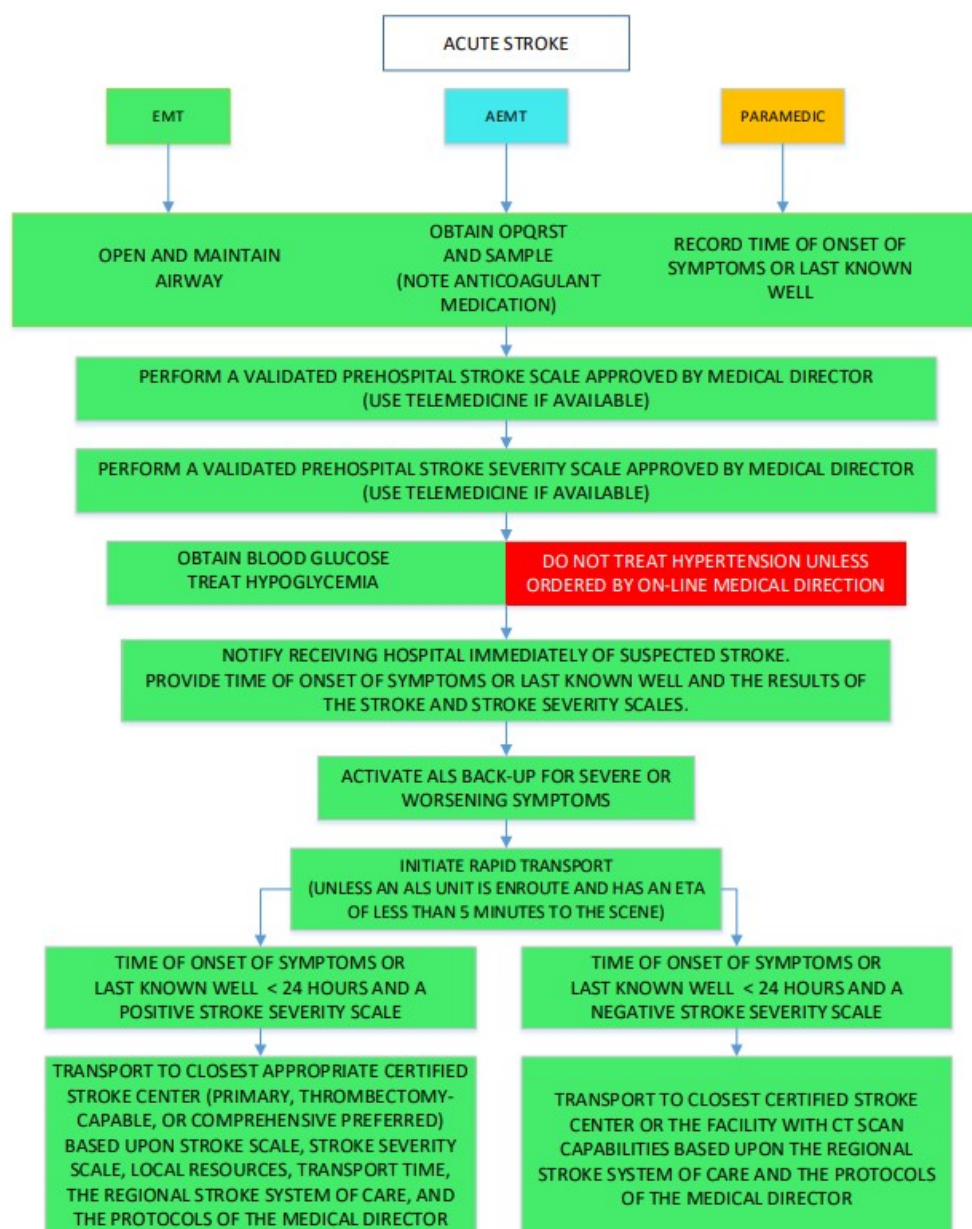 ACUTE STROKE
EMT
AEMT
PARAMEDIC
OPEN AND MAINTAIN
AIRWAY
OBTAIN OPQRST
AND SAMPLE
(NOTE ANTICOAGULANT
MEDICATION)
RECORD TIME OF ONSET OF
SYMPTOMS OR LAST KNOWN
WELL
PERFORM A VALIDATED PREHOSPITAL STROKE SCALE APPROVED BY MEDICAL DIRECTOR
(USE TELEMEDICINE IF AVAILABLE)
PERFORM A VALIDATED PREHOSPITAL STROKE SEVERITY SCALE APPROVED BY MEDICAL DIRECTOR
(USE TELEMEDICINE IF AVAILABLE)
OBTAIN BLOOD GLUCOSE
TREAT HYPOGLYCEMIA
DO NOT TREAT HYPERTENSION UNLESS
ORDERED BY ON-LINE MEDICAL DIRECTION
NOTIFY RECEIVING HOSPITAL IMMEDIATELY OF SUSPECTED STROKE.
PROVIDE TIME OF ONSET OF SYMPTOMS OR LAST KNOWN WELL AND THE RESULTS OF
THE STROKE AND STROKE SEVERITY SCALES.
ACTIVATE ALS BACK-UP FOR SEVERE OR
WORSENING SYMPTOMS
INITIATE RAPID TRANSPORT
(UNLESS AN ALS UNIT IS ENROUTE AND HAS AN ETA
OF LESS THAN 5 MINUTES TO THE SCENE)
TIME OF ONSET OF SYMPTOMS OR
LAST KNOWN WELL < 24 HOURS AND A
POSITIVE STROKE SEVERITY SCALE
TIME OF ONSET OF SYMPTOMS OR
LAST KNOWN WELL < 24 HOURS AND A
NEGATIVE STROKE SEVERITY SCALE
TRANSPORT TO CLOSEST APPROPRIATE CERTIFIED
STROKE CENTER (PRIMARY, THROMBECTOMY-
CAPABLE, OR COMPREHENSIVE PREFERRED)
BASED UPON STROKE SCALE, STROKE SEVERITY
SCALE, LOCAL RESOURCES, TRANSPORT TIME,
THE REGIONAL STROKE SYSTEM OF CARE, AND
THE PROTOCOLS OF THE MEDICAL DIRECTOR
TRANSPORT TO CLOSEST CERTIFIED STROKE
CENTER OR THE FACILITY WITH CT SCAN
CAPABILITIES BASED UPON THE REGIONAL
STROKE SYSTEM OF CARE AND THE PROTOCOLS
OF THE MEDICAL DIRECTOR